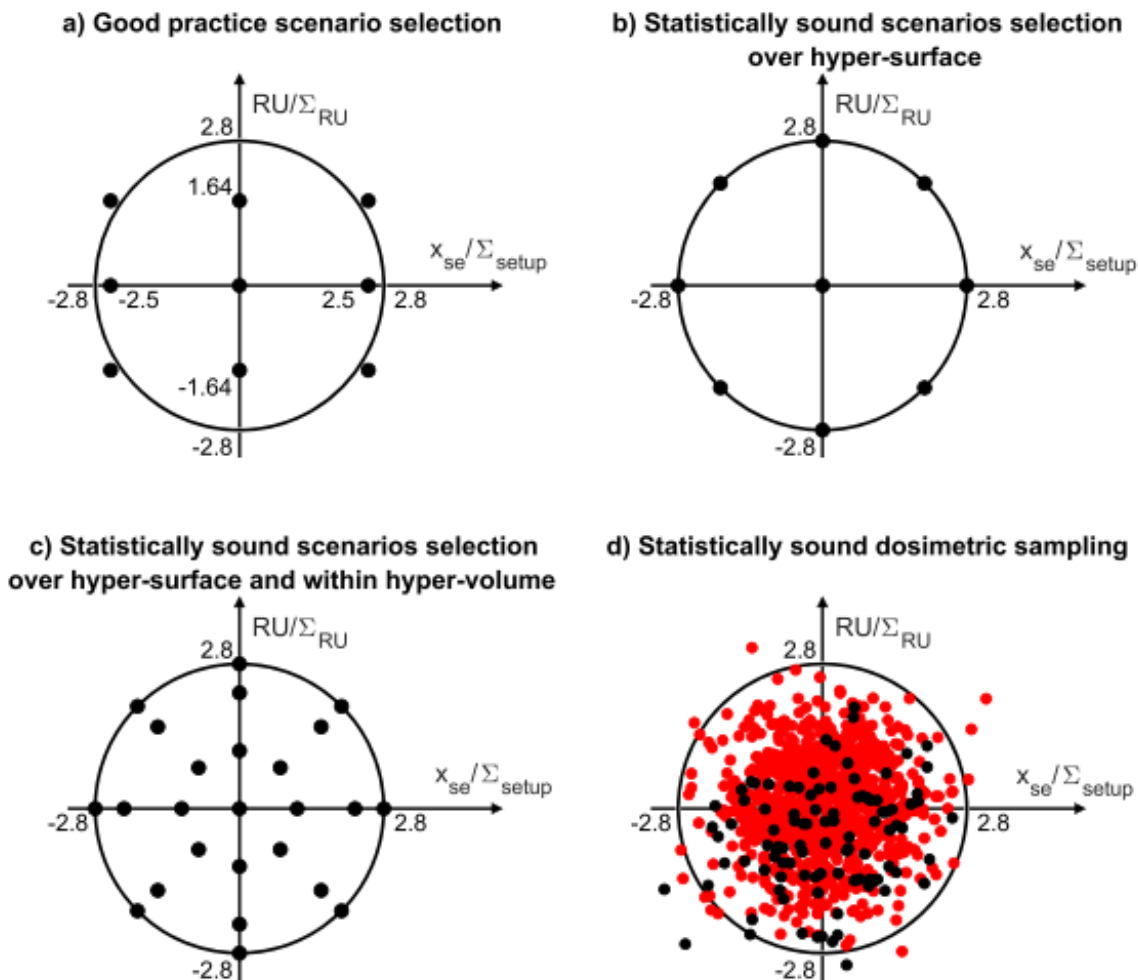 a) Good practice scenario selection
RU/Σ_RU
2.8
1.64
x_se/Σ_setup
-2.8
-2.5
2.5
2.8
-1.64
-2.8
b) Statistically sound scenarios selection
over hyper-surface
RU/Σ_RU
2.8
x_se/Σ_setup
-2.8
2.8
-2.8
c) Statistically sound scenarios selection
over hyper-surface and within hyper-volume
RU/Σ_RU
2.8
x_se/Σ_setup
-2.8
2.8
-2.8
d) Statistically sound dosimetric sampling
RU/Σ_RU
2.8
x_se/Σ_setup
-2.8
2.8
-2.8